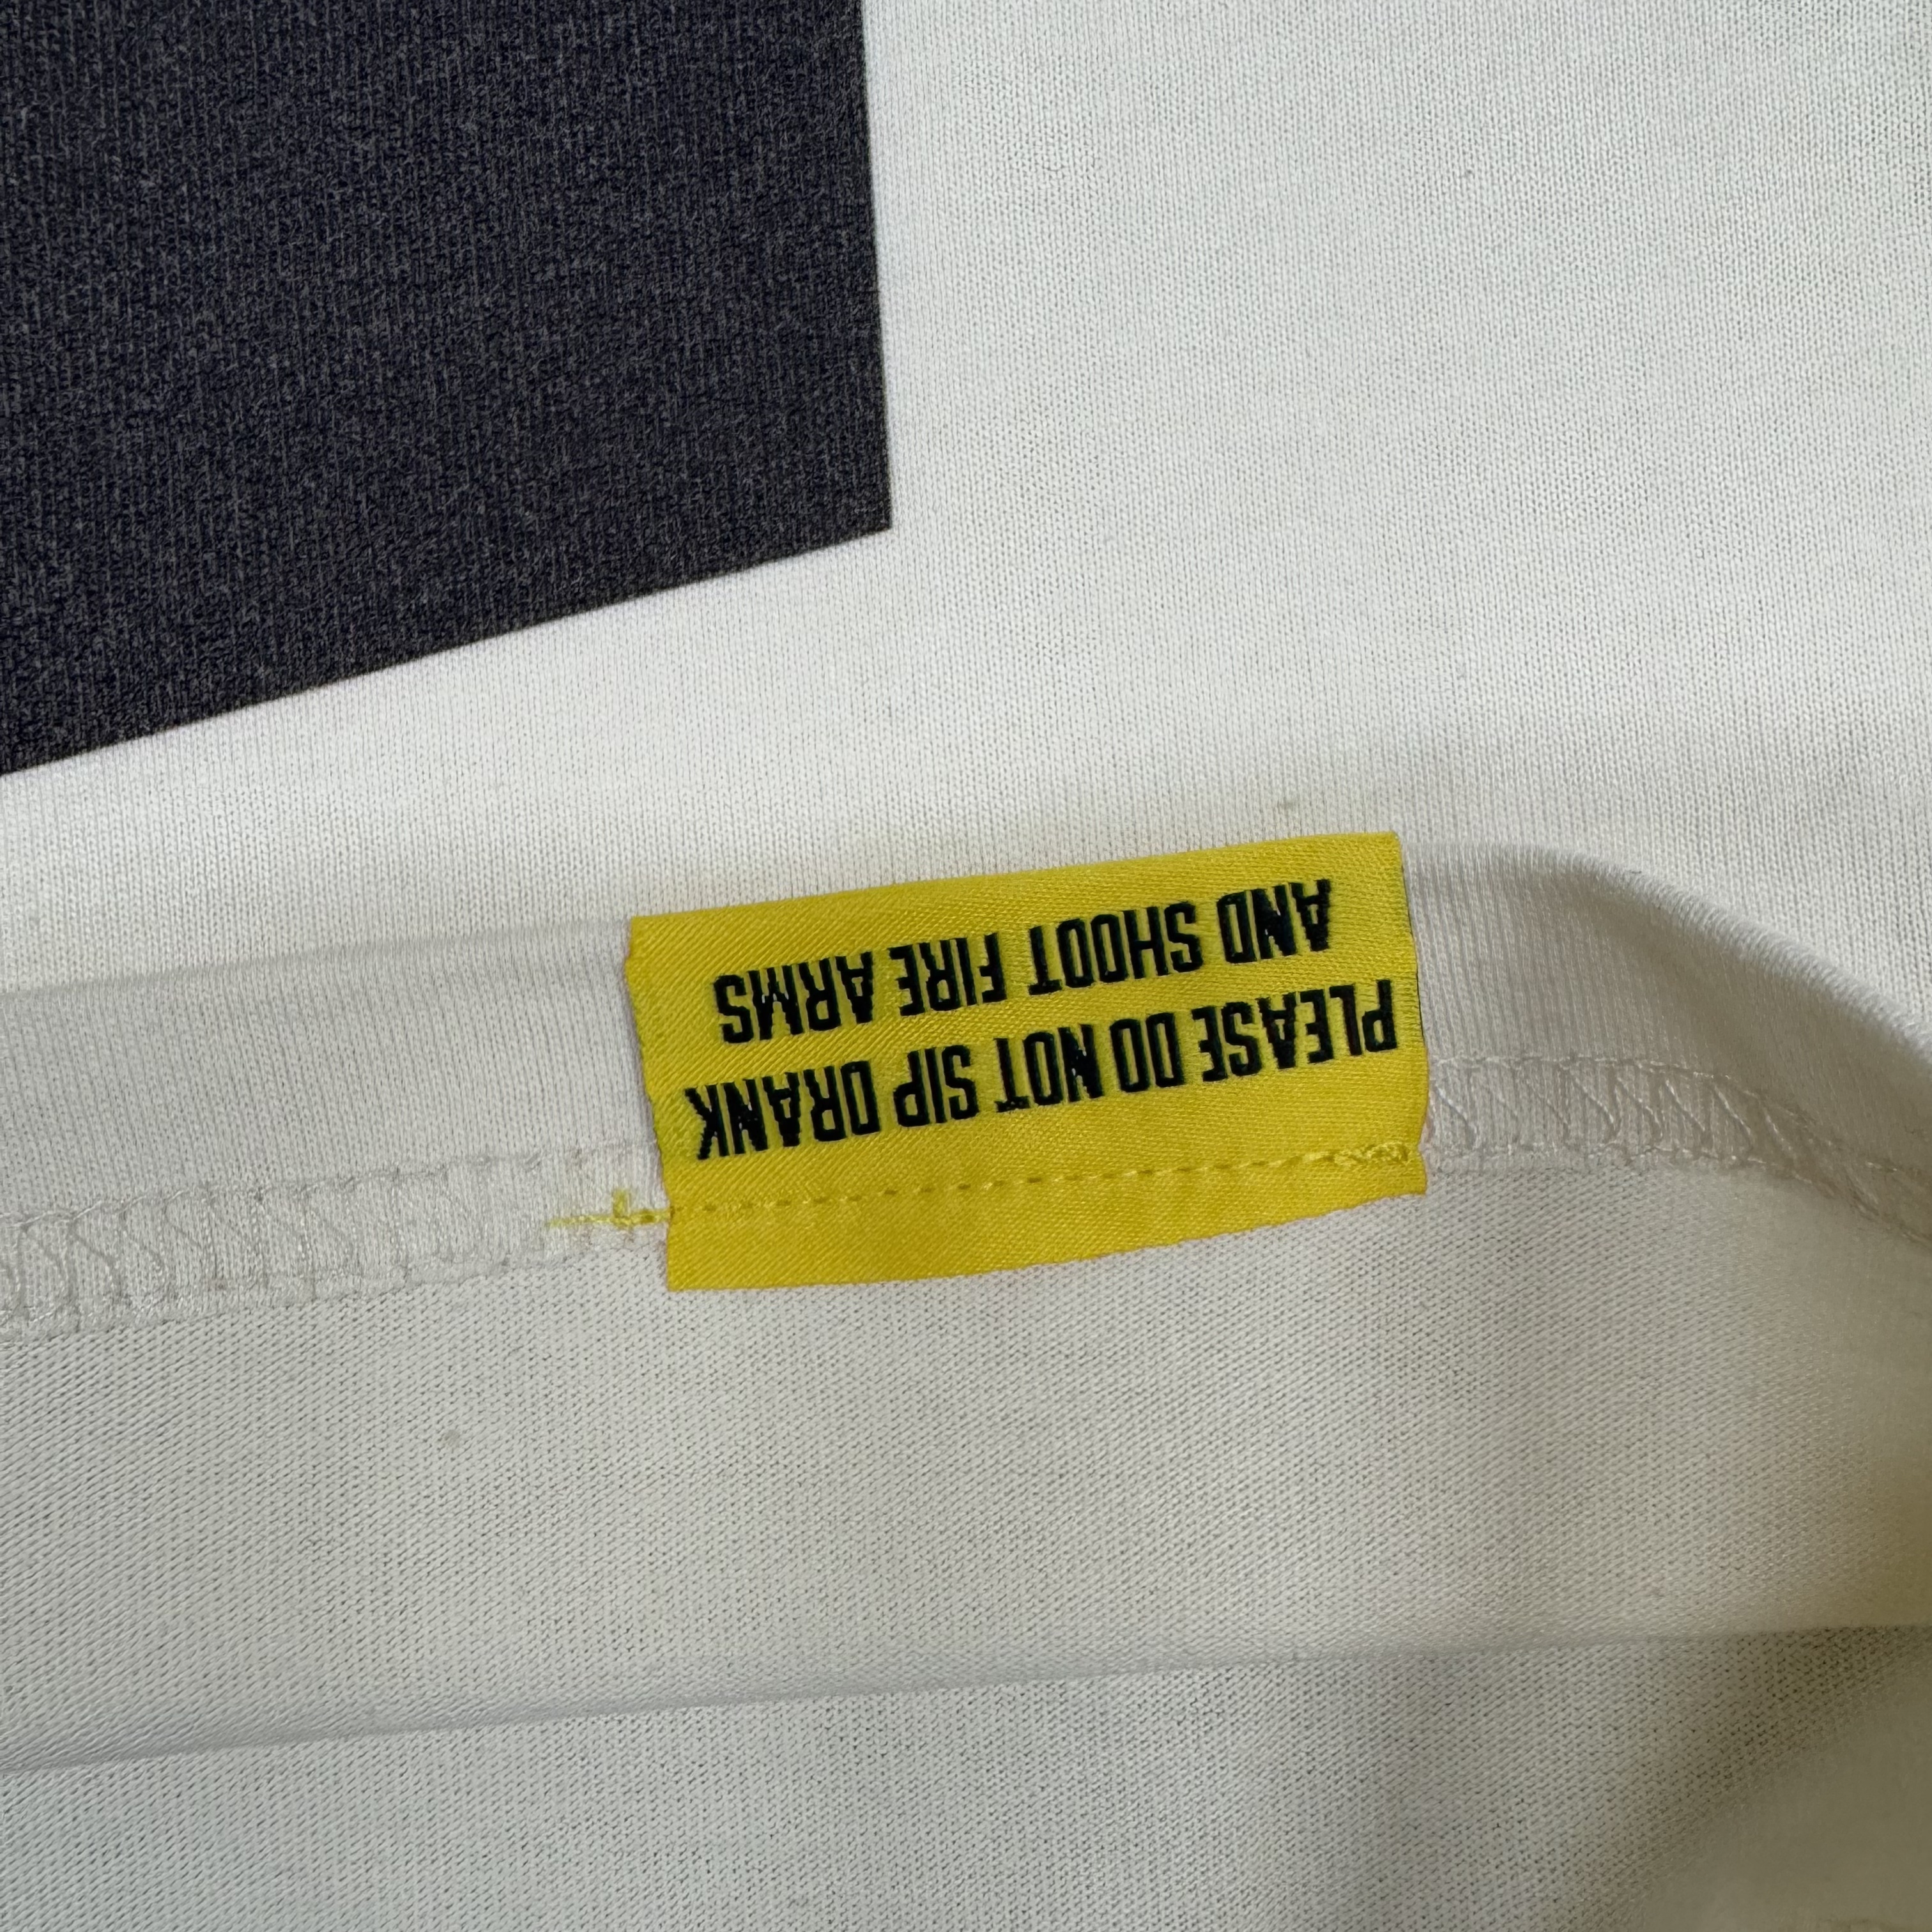 PLEASE DO NOT SIP DRANK
AND SHOOT FIRE ARMS